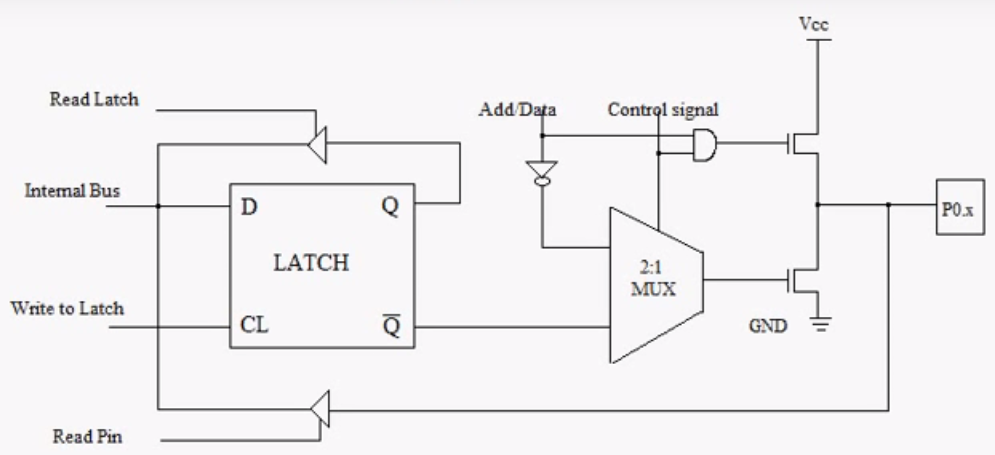 Vcc
Read Latch
Add/Data
Control signal
Internal Bus
D
Q
P0.x
LATCH
2:1
MUX
Write to Latch
CL
Q̅
GND
Read Pin